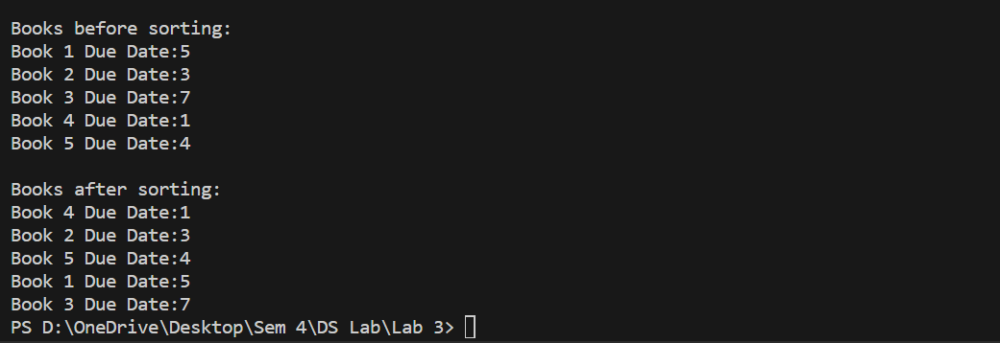 Books before sorting:
Book 1 Due Date:5
Book 2 Due Date:3
Book 3 Due Date:7
Book 4 Due Date:1
Book 5 Due Date:4
Books after sorting:
Book 4 Due Date:1
Book 2 Due Date:3
Book 5 Due Date:4
Book 1 Due Date:5
Book 3 Due Date:7
PS D:\OneDrive\Desktop\Sem 4\DS Lab\Lab 3>